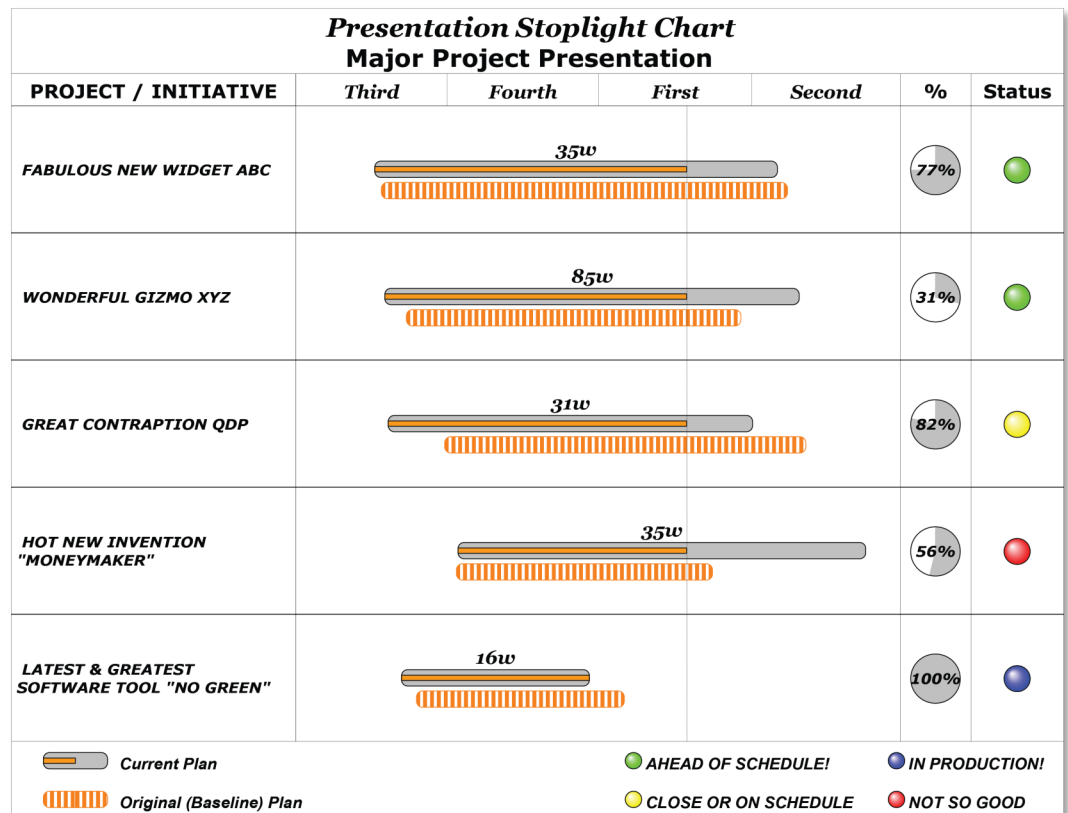 Presentation Stoplight Chart
Major Project Presentation
PROJECT / INITIATIVE Third Fourth First Second % Status
35w
FABULOUS NEW WIDGET ABC 77%
85w
WONDERFUL GIZMO XYZ 31%
31w
GREAT CONTRAPTION QDP 82%
35w
HOT NEW INVENTION
"MONEYMAKER" 56%
16w
LATEST & GREATEST
SOFTWARE TOOL "NO GREEN" 100%
Current Plan AHEAD OF SCHEDULE! IN PRODUCTION!
Original (Baseline) Plan CLOSE OR ON SCHEDULE NOT SO GOOD